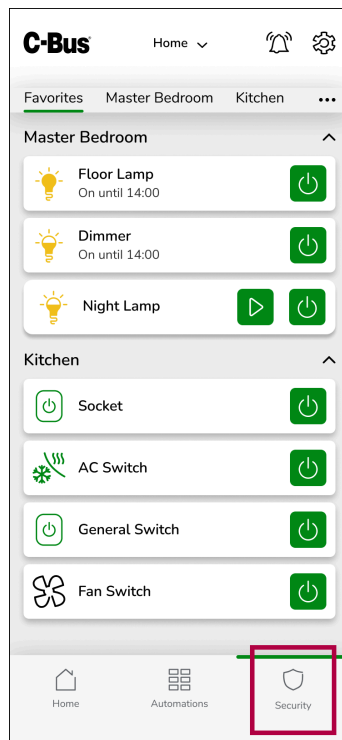 C-Bus
Home
Favorites Master Bedroom Kitchen
Master Bedroom
Floor Lamp
On until 14:00
Dimmer
On until 14:00
Night Lamp
Kitchen
Socket
AC Switch
General Switch
Fan Switch
Home Automations Security